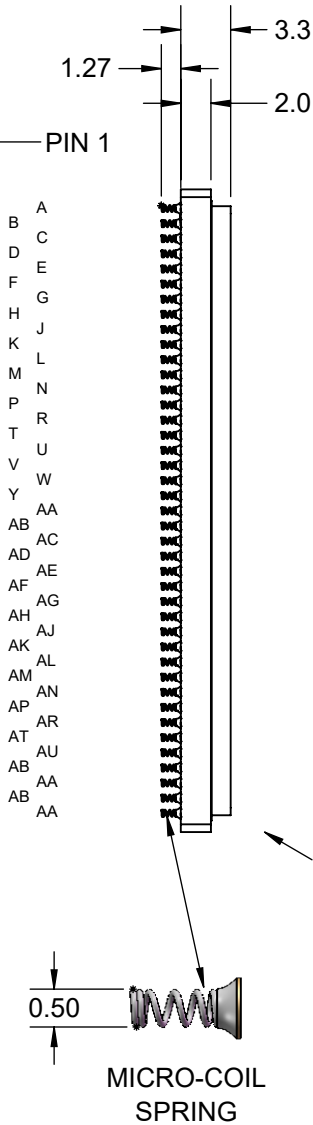 3.3
1.27
2.0
PIN 1
A
B
C
D
E
F
G
H
J
K
L
M
N
P
R
T
U
V
W
Y
AA
AB
AC
AD
AE
AF
AG
AH
AJ
AK
AL
AM
AN
AP
AR
AT
AU
AB
AA
AB
AA
0.50
MICRO-COIL
SPRING